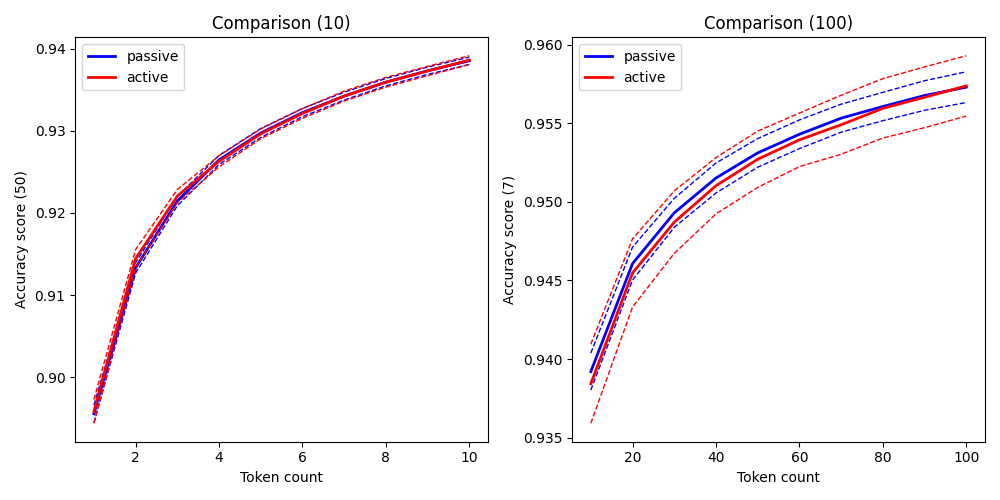 Comparison (10)
Accuracy score (50)
0.94
0.93
0.92
0.91
0.90
passive
active
2
4
6
8
10
Token count
Comparison (100)
Accuracy score (7)
0.960
0.955
0.950
0.945
0.940
0.935
passive
active
20
40
60
80
100
Token count